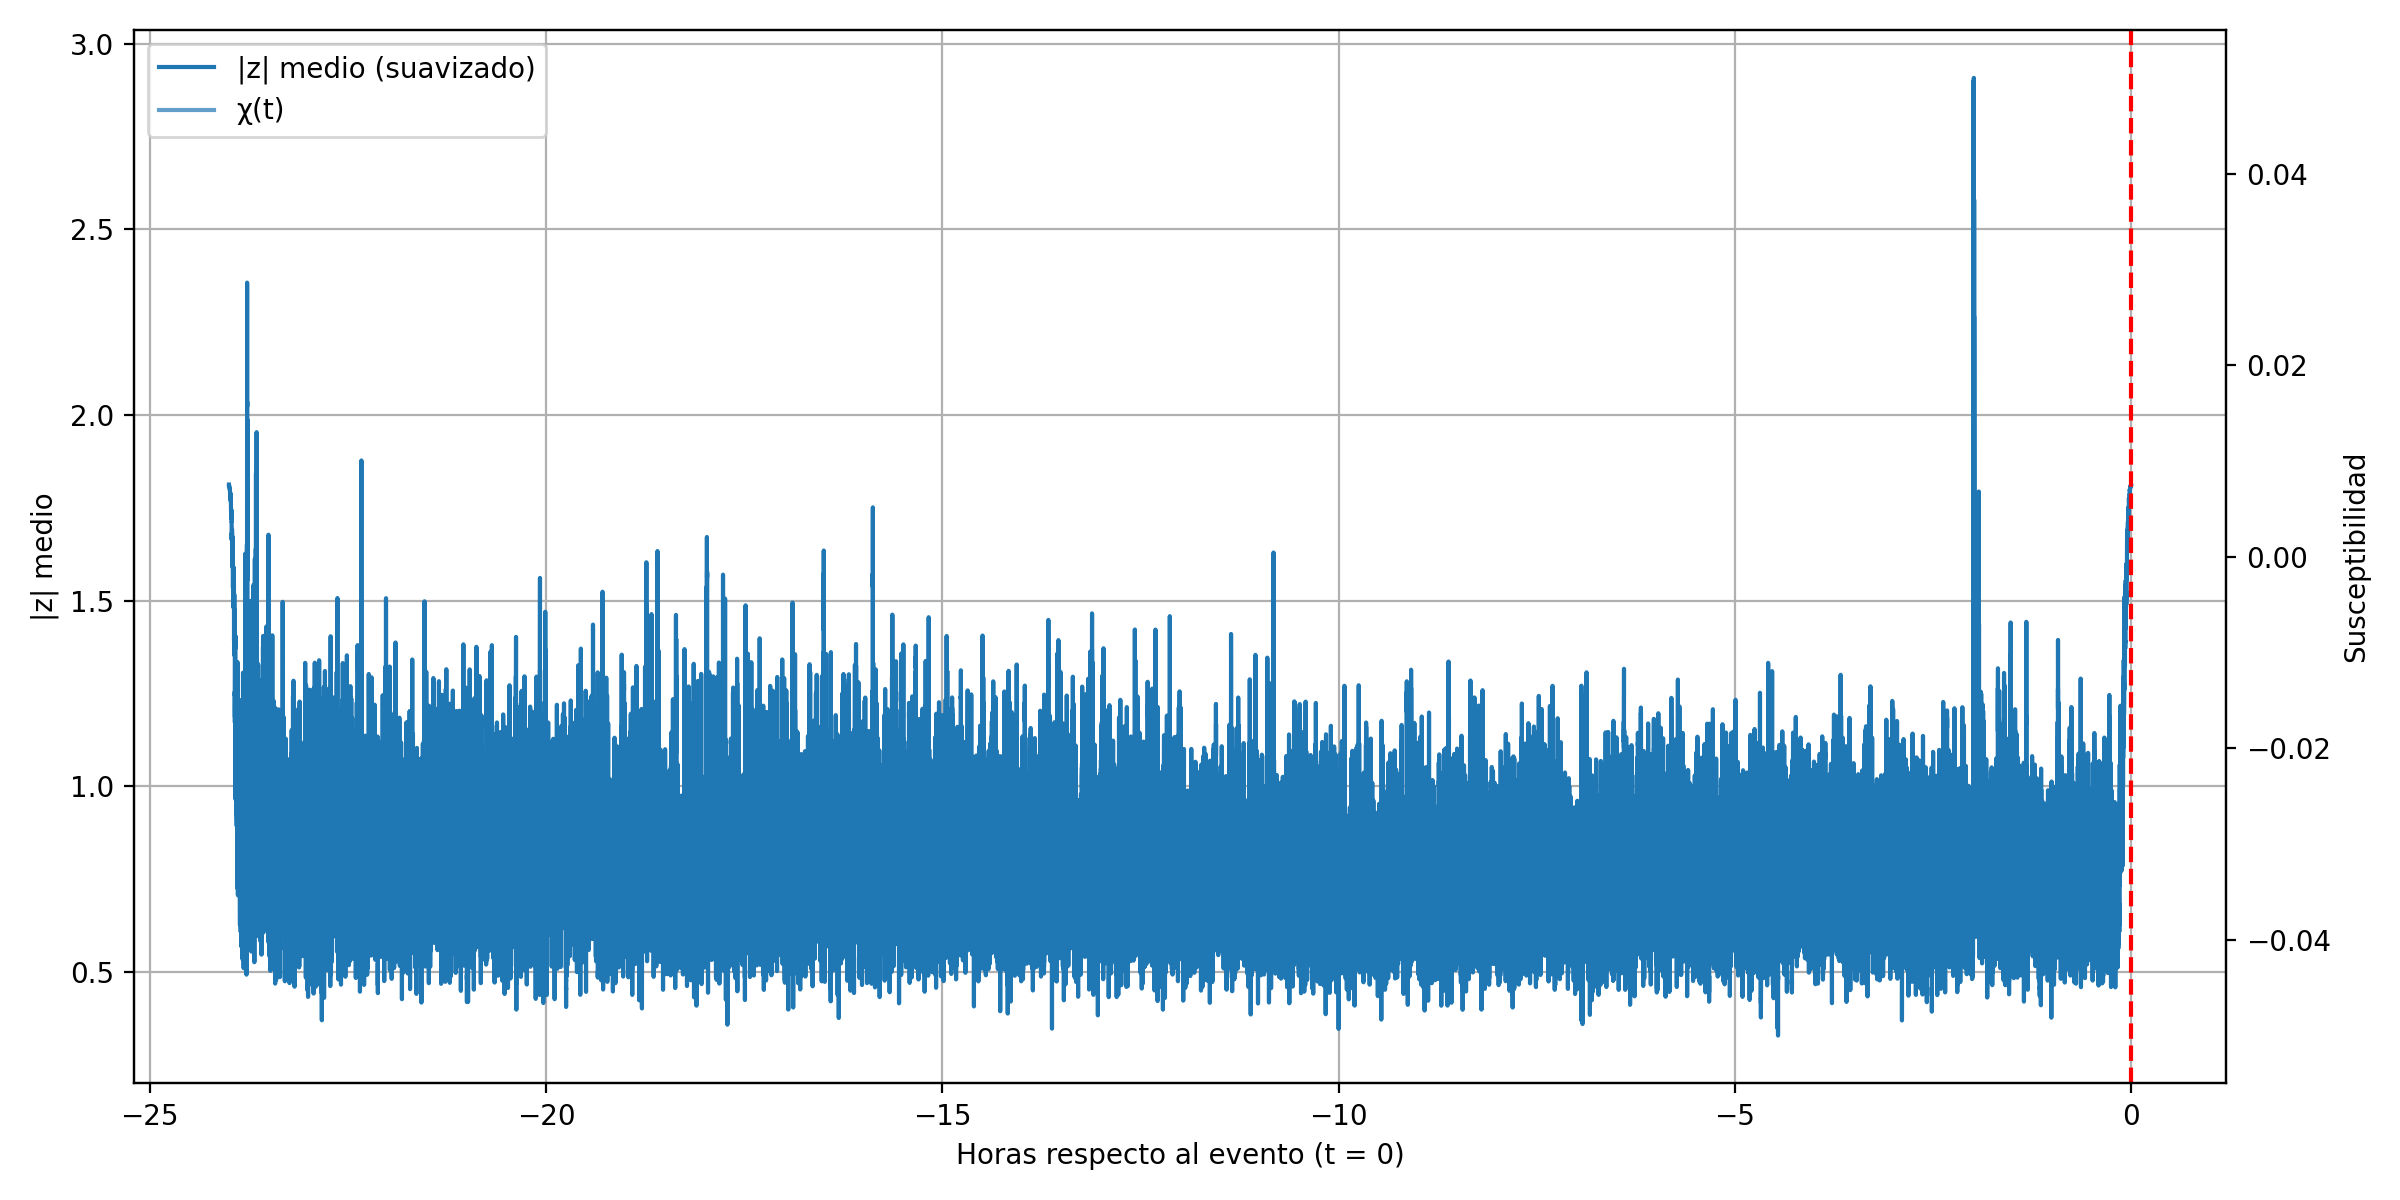 |z| medio (suavizado)
χ(t)
3.0
2.5
2.0
1.5
1.0
0.5
|z| medio
0.04
0.02
0.00
−0.02
−0.04
Susceptibilidad
−25 −20 −15 −10 −5 0
Horas respecto al evento (t = 0)